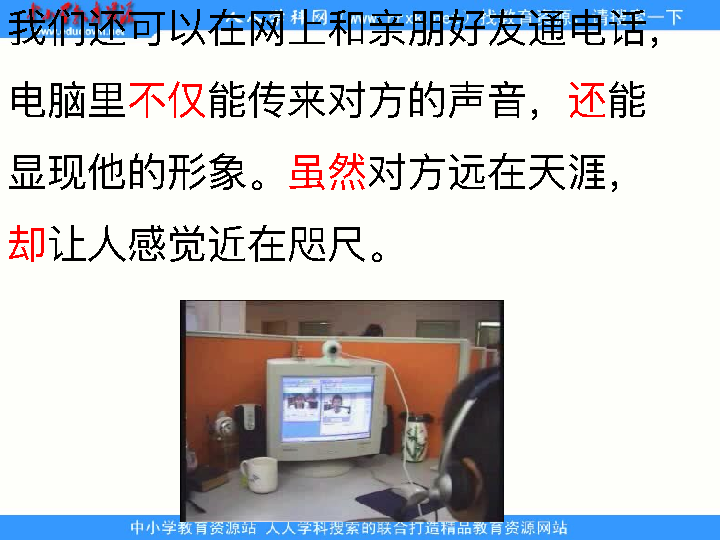 我们还可以在网上和亲朋好友通电话，
电脑里不仅能传来对方的声音，还能
显现他的形象。虽然对方远在天涯，
却让人感觉近在咫尺。
中小学教育资源站 人人学科搜索的联合打造精品教育资源网站